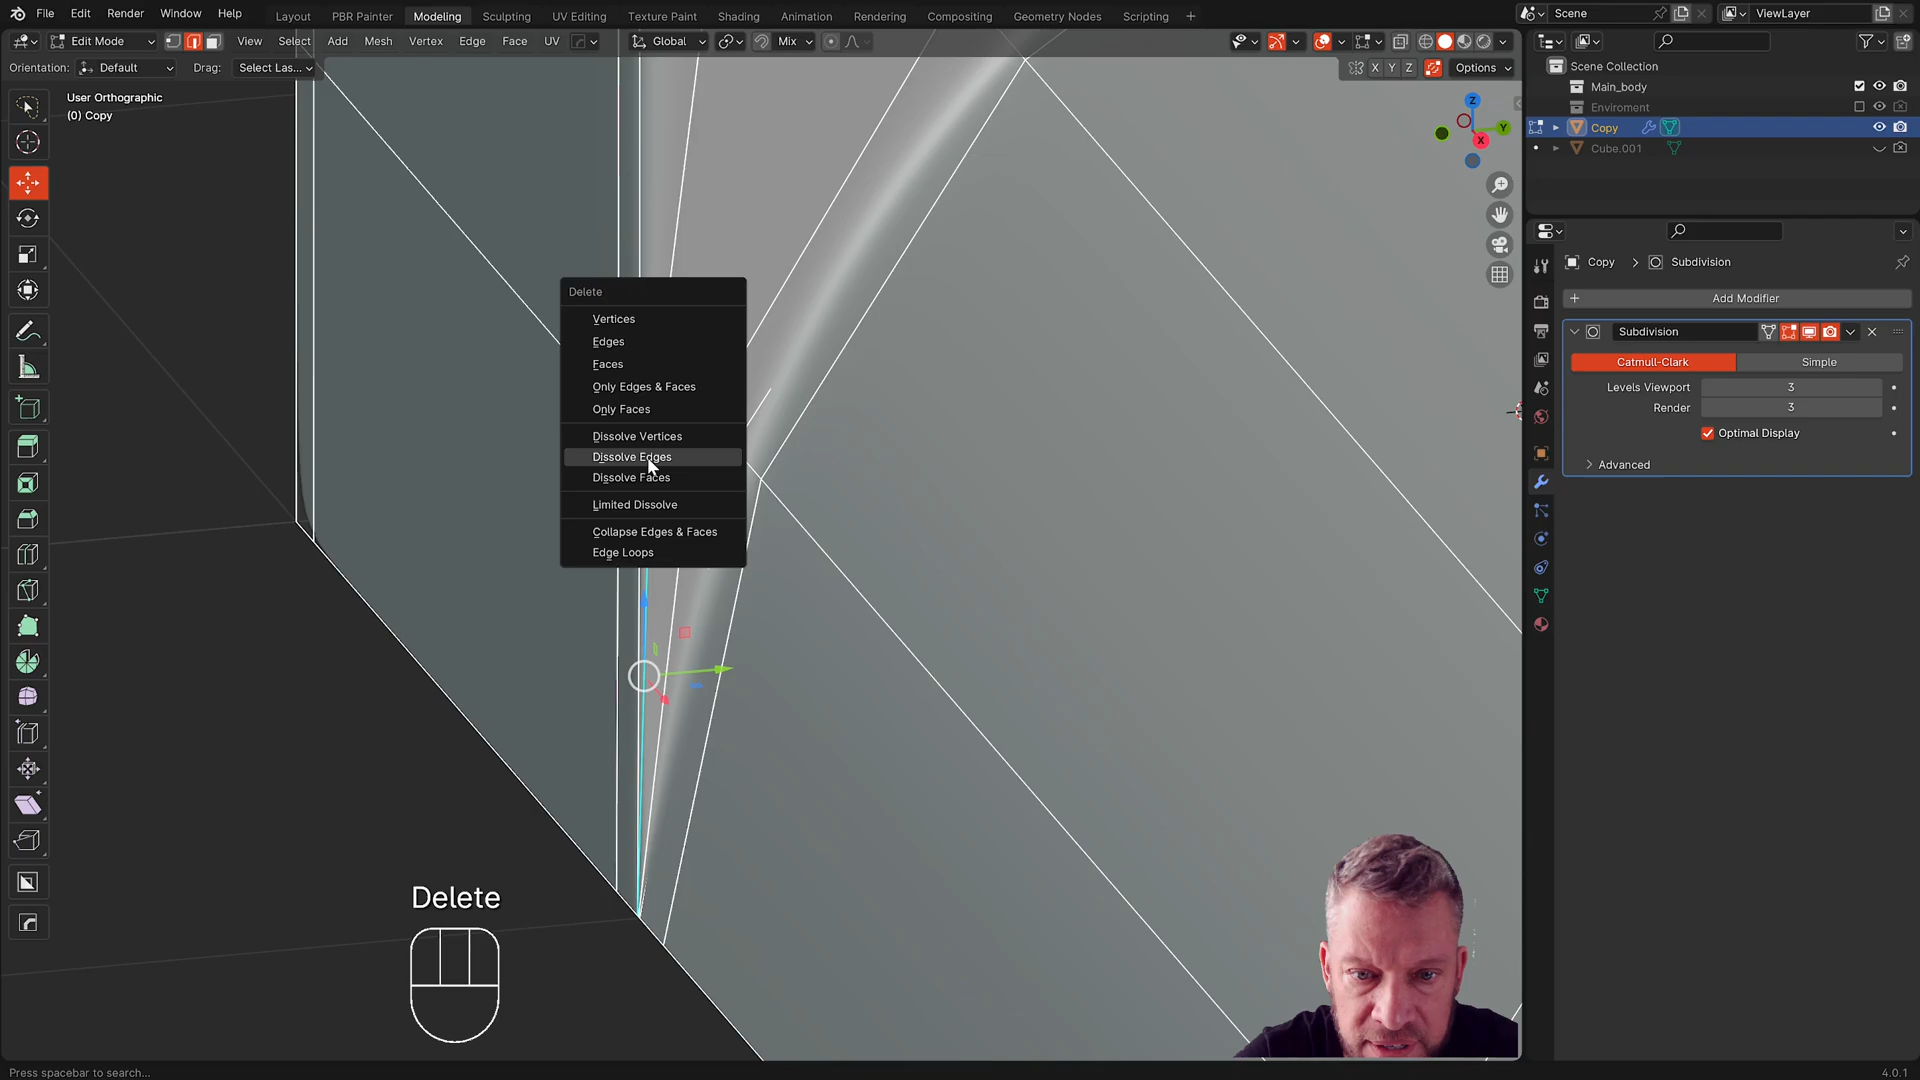 File Edit Render Window Help
Layout PBR Painter Modeling Sculpting UV Editing Texture Paint Shading Animation Rendering Compositing Geometry Nodes Scripting +
Scene
ViewLayer
Edit Mode View Select Add Mesh Vertex Edge Face UV Global Mix
Orientation: Default Drag: Select Las...
X Y Z Options
User Orthographic
(0) Copy
Z
Y
X
Scene Collection
Main_body
Enviroment
Copy
Cube.001
Copy > Subdivision
+ Add Modifier
Subdivision
Catmull-Clark Simple
Levels Viewport 3
Render 3
Optimal Display
Advanced
Delete
Vertices
Edges
Faces
Only Edges & Faces
Only Faces
Dissolve Vertices
Dissolve Edges
Dissolve Faces
Limited Dissolve
Collapse Edges & Faces
Edge Loops
Delete
Press spacebar to search...
4.0.1